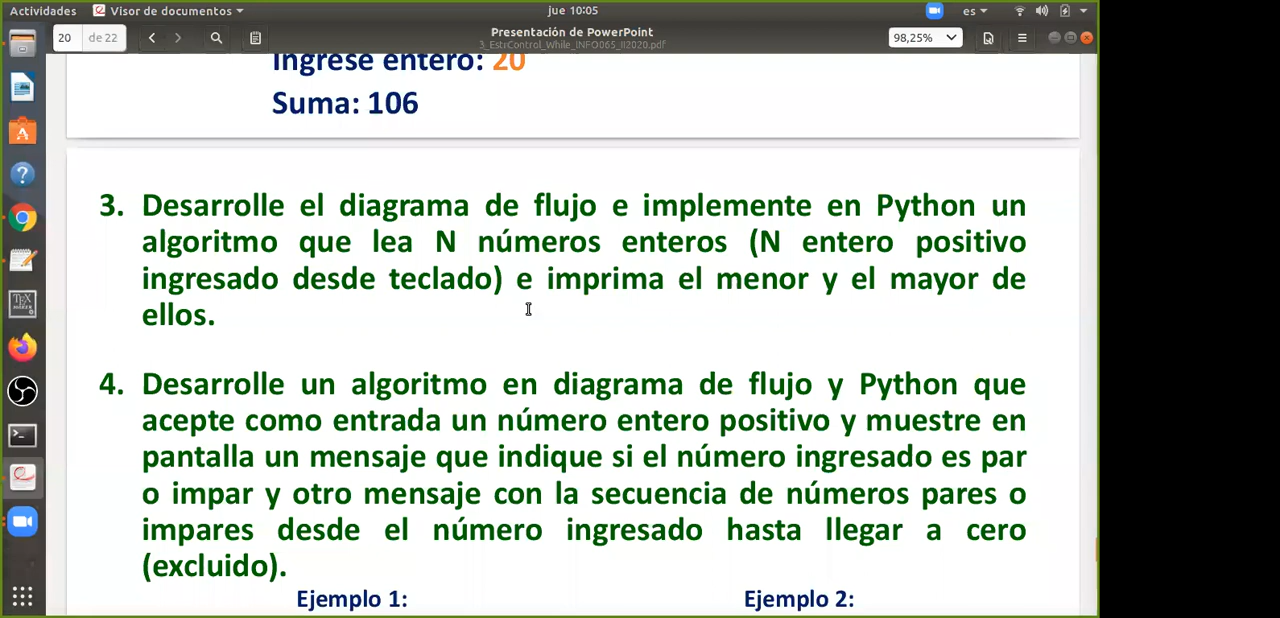 Actividades
Visor de documentos
jue 10:05
es
20
de 22
Presentación de PowerPoint
3_EstrControl_While_INFO065_II2020.pdf
98,25%
Ingrese entero: 20
Suma: 106
3. Desarrolle el diagrama de flujo e implemente en Python un
algoritmo que lea N números enteros (N entero positivo
ingresado desde teclado) e imprima el menor y el mayor de
ellos.
4. Desarrolle un algoritmo en diagrama de flujo y Python que
acepte como entrada un número entero positivo y muestre en
pantalla un mensaje que indique si el número ingresado es par
o impar y otro mensaje con la secuencia de números pares o
impares desde el número ingresado hasta llegar a cero
(excluido).
Ejemplo 1:
Ejemplo 2: